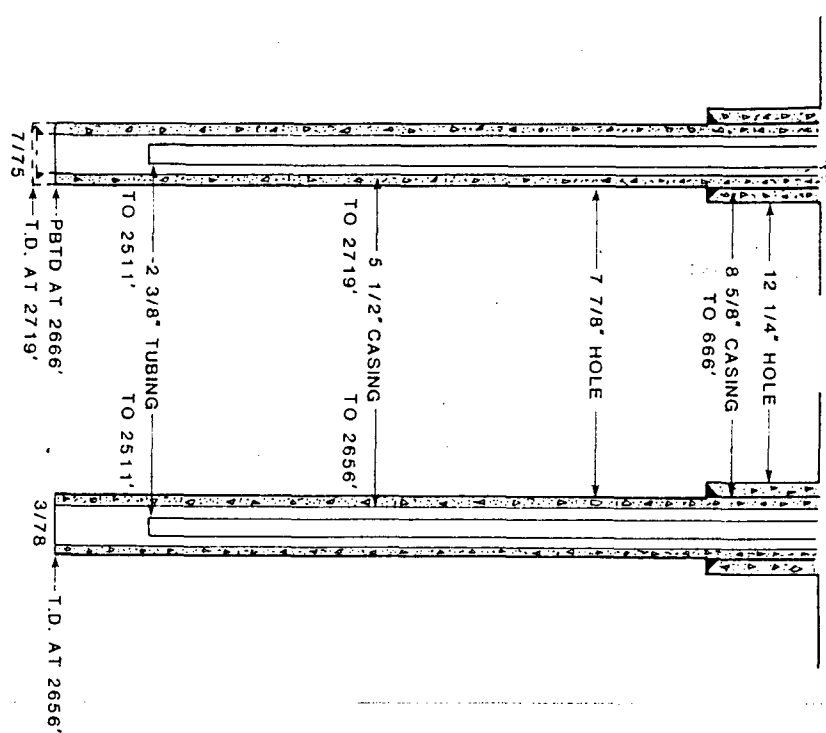 12 1/4" HOLE
8 5/8" CASING
TO 666'
7 7/8" HOLE
5 1/2" CASING
TO 2719'
TO 2656'
2 3/8" TUBING
TO 2511'
TO 2511'
PBTD AT 2666'
T.D. AT 2719'
7/75
T.D. AT 2656'
3/78